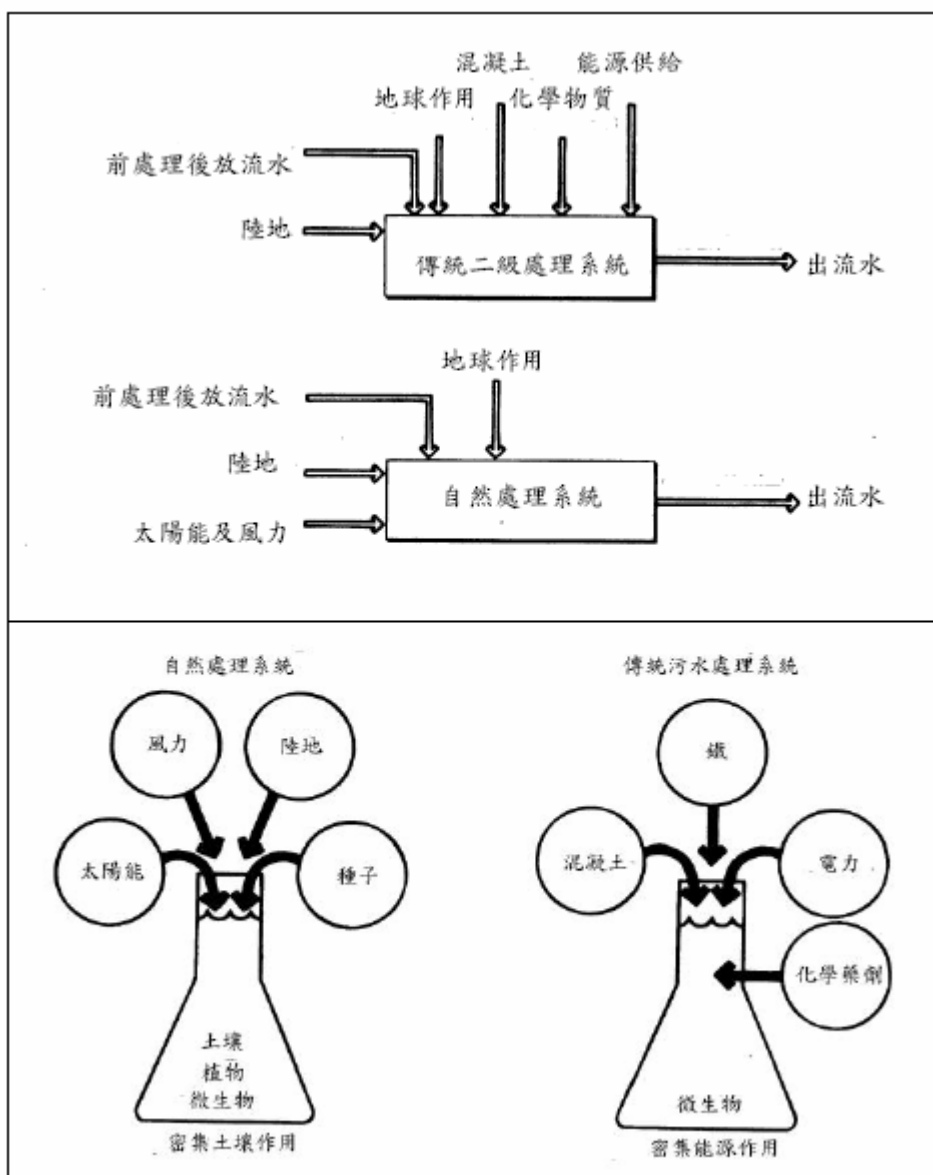 混凝土 能源供給
地球作用 化學物質
前處理後放流水
陸地
傳統二級處理系統
出流水
地球作用
前處理後放流水
陸地
自然處理系統
出流水
太陽能及風力
自然處理系統
風力
陸地
太陽能
種子
土壤
植物
微生物
密集土壤作用
傳統污水處理系統
鐵
混凝土
電力
化學藥劑
微生物
密集能源作用